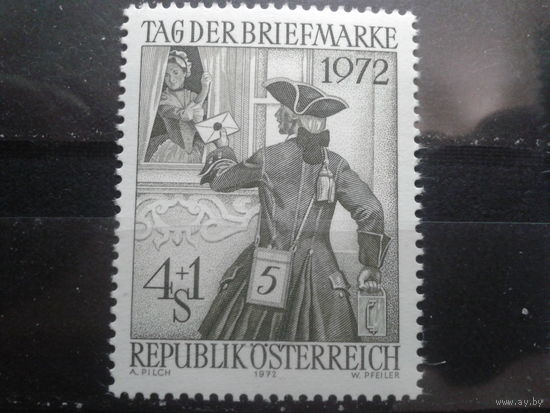 TAG DER BRIEFMARKE
1972
5
4+1
S
REPUBLIK ÖSTERREICH
A. PILCH 1972 W. PFEILER
www.ay.by